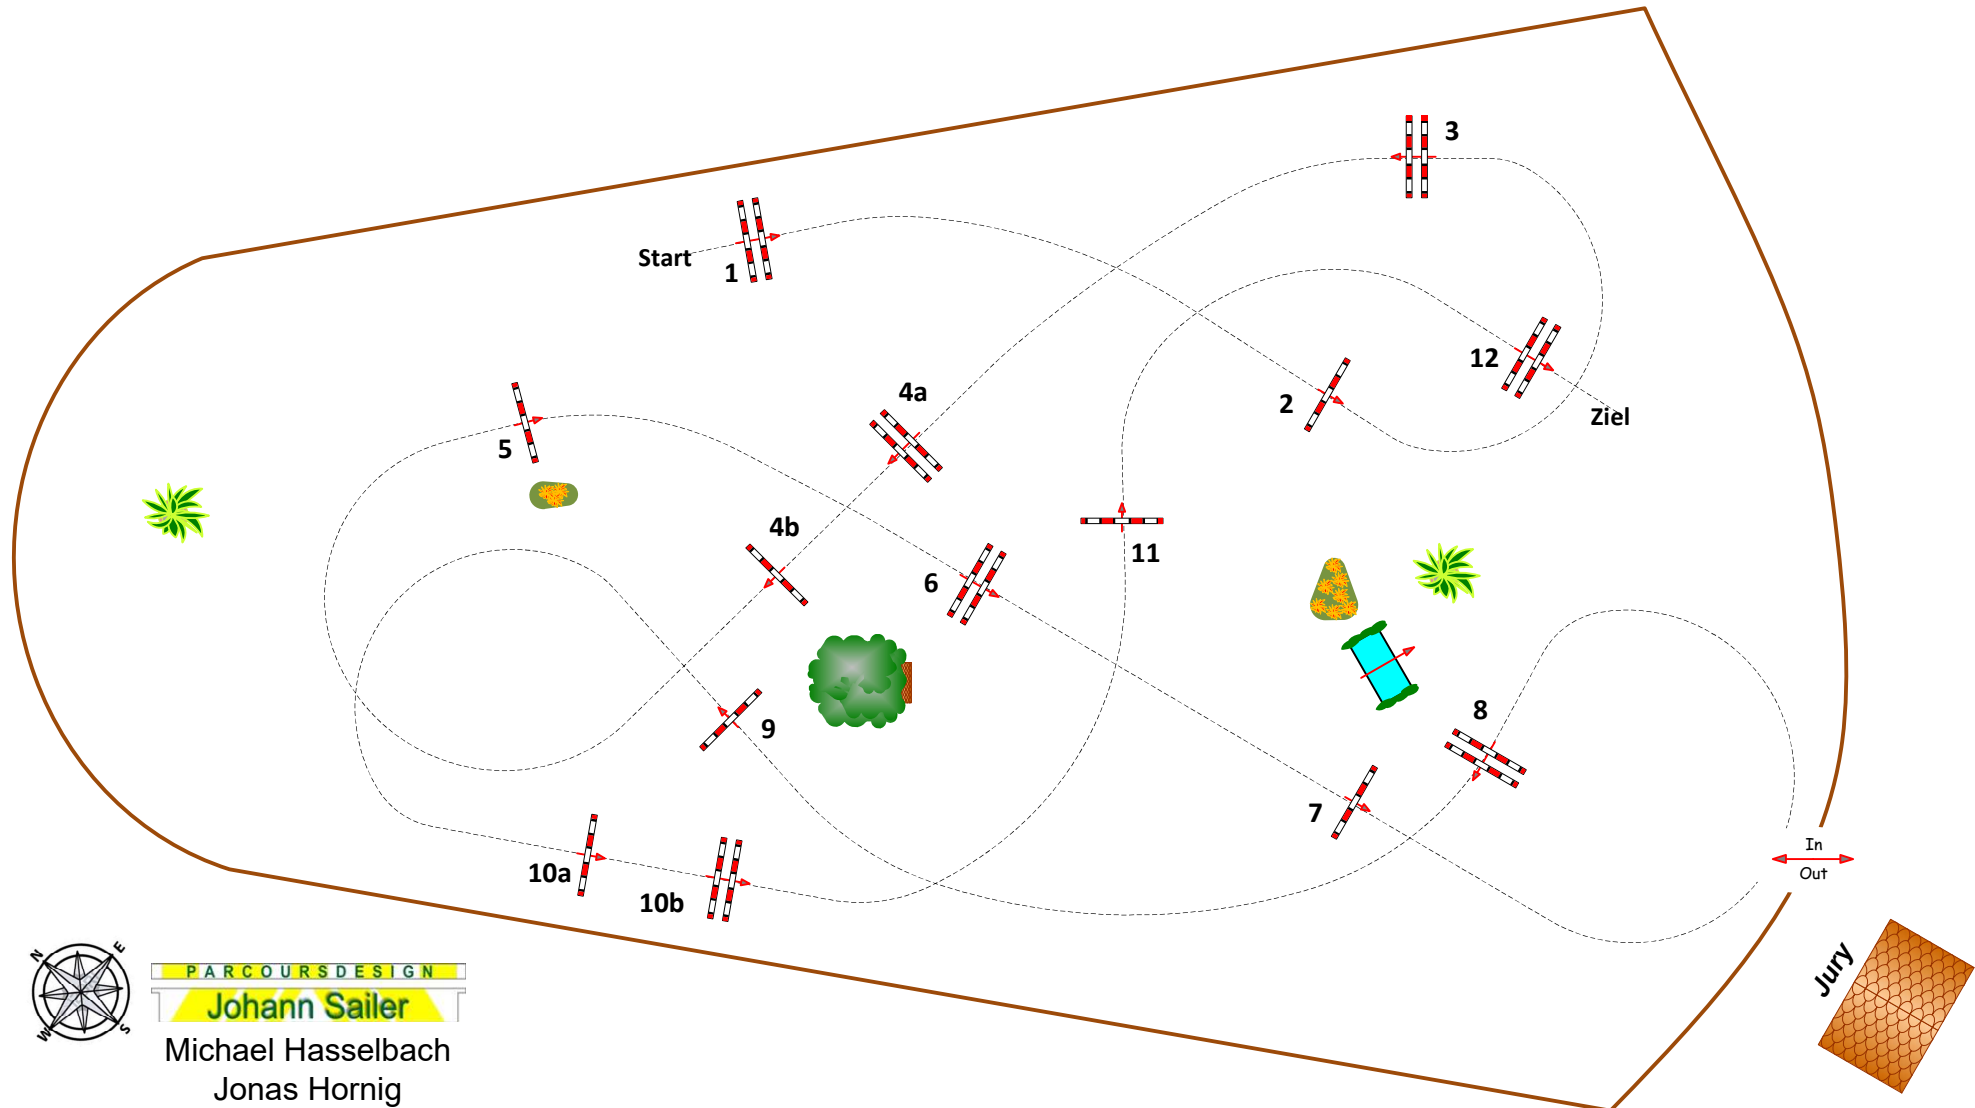 3
Start
1
12
4a
2
Ziel
5
4b
11
6
8
9
7
In
10a
Out
10b
N
E
W
S
Jury
PARCOURSDESIGN
Johann Sailer
Michael Hasselbach
Jonas Hornig